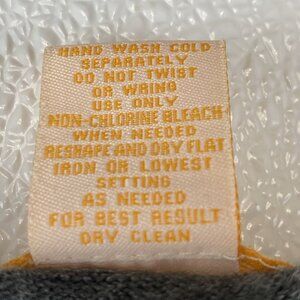 HAND WASH COLD
SEPARATELY
DO NOT TWIST
OR WRING
USE ONLY
NON-CHLORINE BLEACH
WHEN NEEDED
RESHAPE AND DRY FLAT
IRON OR LOWEST
SETTING
AS NEEDED
FOR BEST RESULT
DRY CLEAN